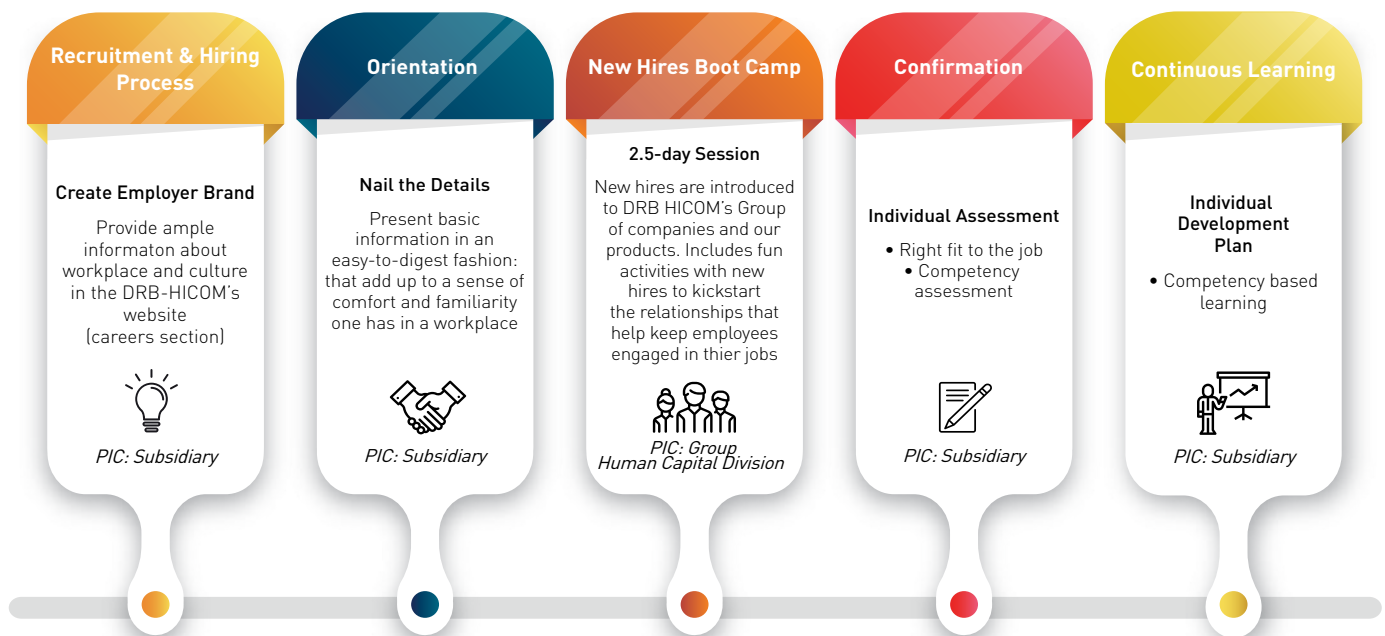 Recruitment & Hiring
Process
Create Employer Brand
Provide ample
informaton about
workplace and culture
in the DRB-HICOM's
website
(careers section)
PIC: Subsidiary
Orientation
Nail the Details
Present basic
information in an
easy-to-digest fashion:
that add up to a sense of
comfort and familiarity
one has in a workplace
PIC: Subsidiary
New Hires Boot Camp
2.5-day Session
New hires are introduced
to DRB HICOM's Group
of companies and our
products. Includes fun
activities with new
hires to kickstart
the relationships that
help keep employees
engaged in thier jobs
PIC: Group
Human Capital Division
Confirmation
Individual Assessment
• Right fit to the job
• Competency
assessment
PIC: Subsidiary
Continuous Learning
Individual
Development
Plan
• Competency based
learning
PIC: Subsidiary